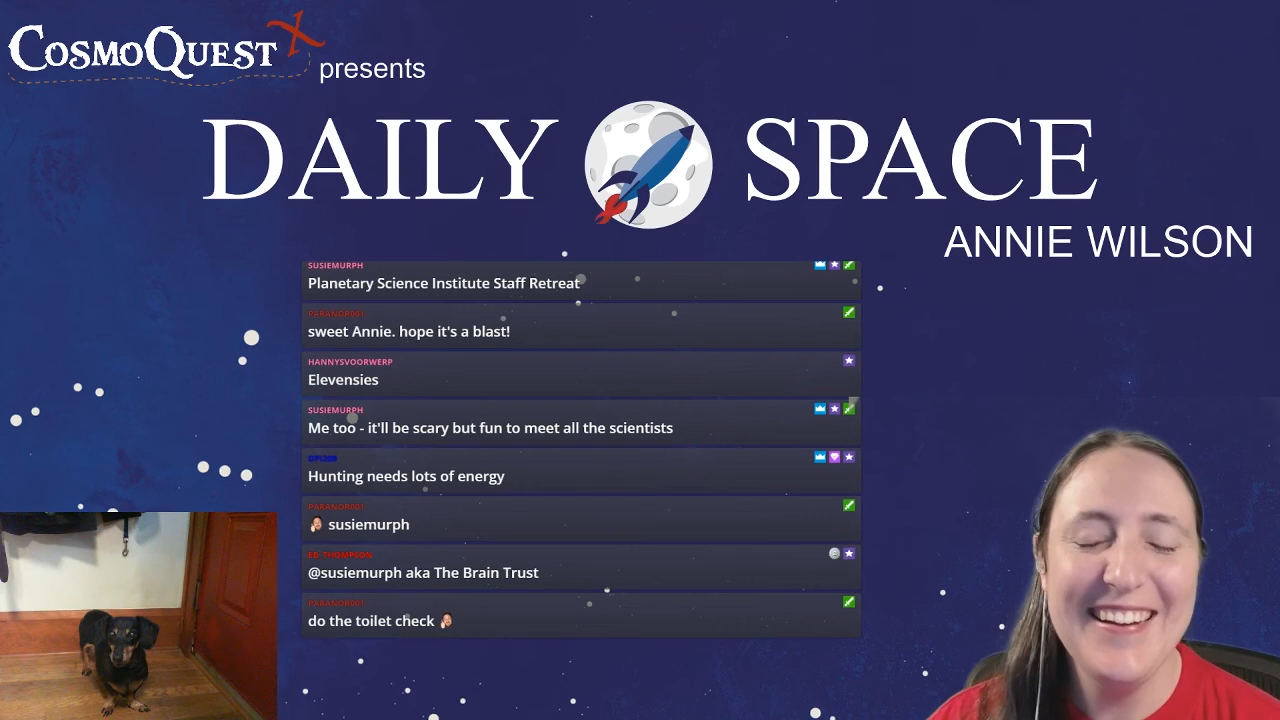 COSMOQUEST X
presents
DAILY SPACE
ANNIE WILSON
SUSIEMURPH
Planetary Science Institute Staff Retreat
PARANOR001
sweet Annie. hope it's a blast!
HANNYSVOORWERP
Elevensies
SUSIEMURPH
Me too - it'll be scary but fun to meet all the scientists
Hunting needs lots of energy
PARANOR001
susiemurph
ED_THOMPSON
@susiemurph aka The Brain Trust
PARANOR001
do the toilet check